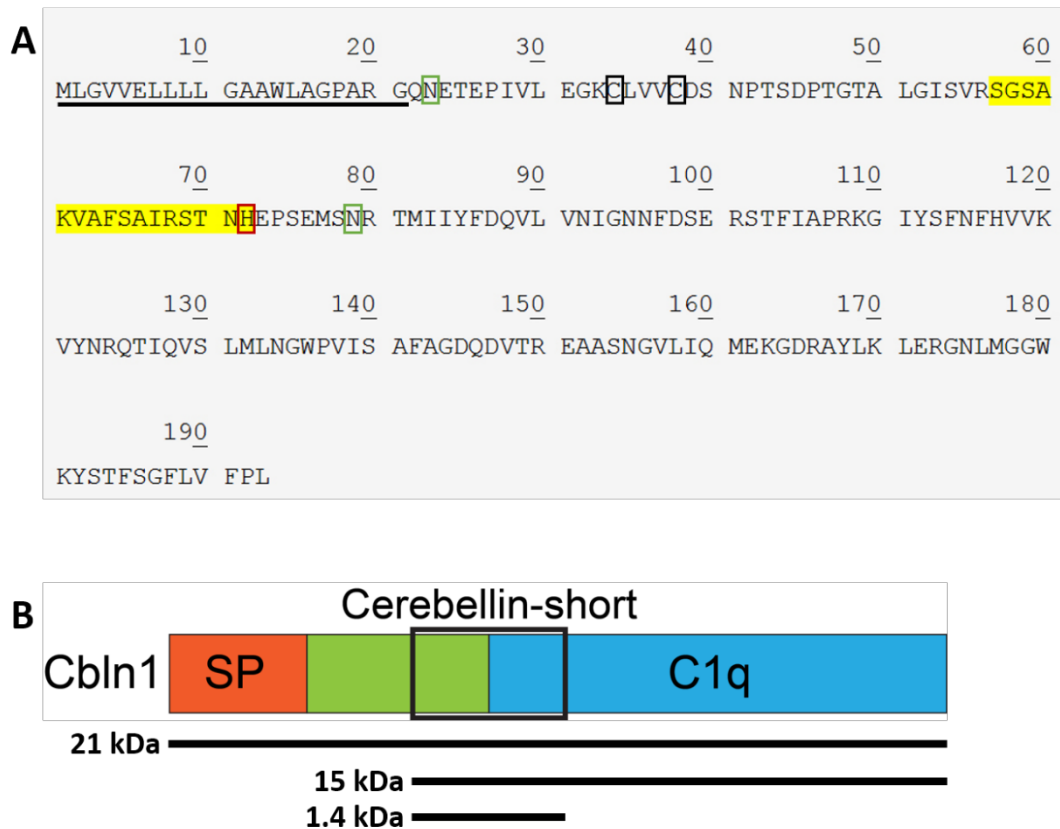 A
10 20 30 40 50 60
MLGVVELLLL GAAWLAGPAR GQNETEPIVL EGKCLVVCDS NPTSDPTGTA LGISVRSGSA
70 80 90 100 110 120
KVAFSAIRST NHEPSEMSNR TMIIYFDQVL VNIGNNFDSE RSTFIAPRKG IYSFNFHVVK
130 140 150 160 170 180
VYNRQTIQVS LMLNGWPVIS AFAGDQDVTR EAASNGVLIQ MEKGDRAYLK LERGNLMGGW
190
KYSTFSGFLV FPL
B
Cerebellin-short
Cbln1 SP C1q
21 kDa
15 kDa
1.4 kDa